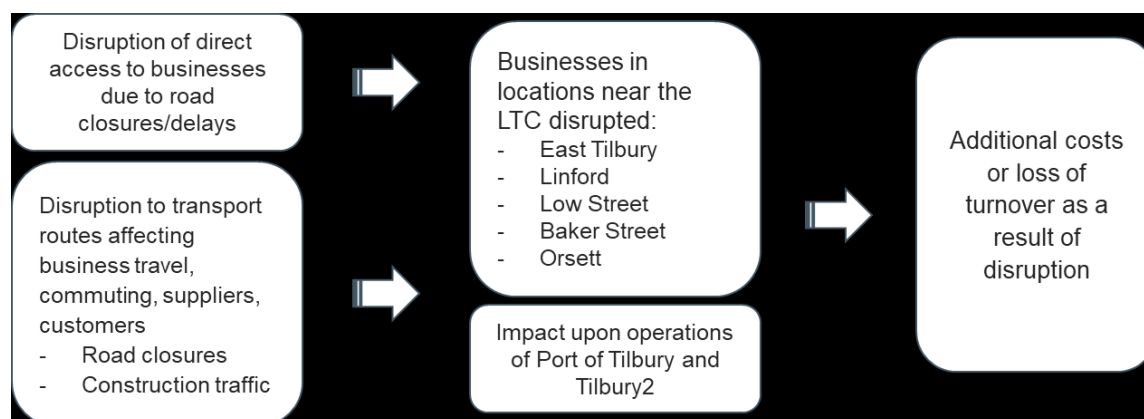 Disruption of direct
access to businesses
due to road
closures/delays
Disruption to transport
routes affecting
business travel,
commuting, suppliers,
customers
- Road closures
- Construction traffic
Businesses in
locations near the
LTC disrupted:
- East Tilbury
- Linford
- Low Street
- Baker Street
- Orsett
Impact upon operations
of Port of Tilbury and
Tilbury2
Additional costs
or loss of
turnover as a
result of
disruption